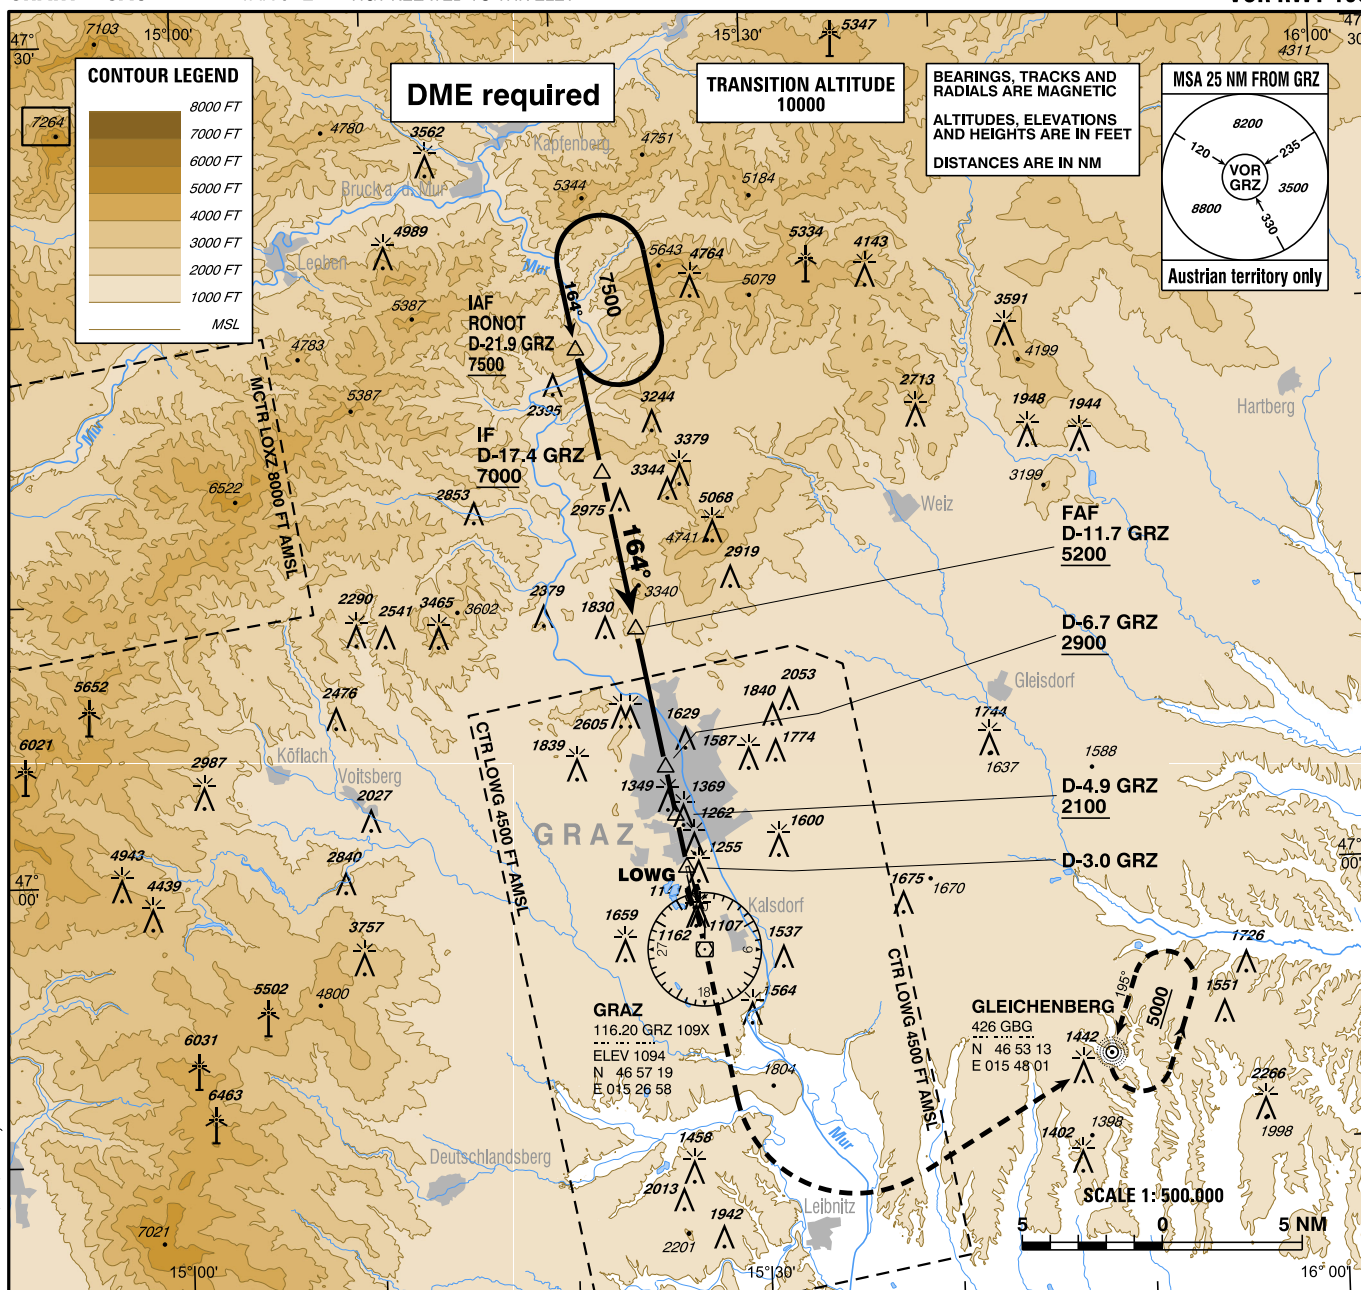 47°
30'
7103
15°00'
15°30'
5347
16°00'
47°
30'
4311
CONTOUR LEGEND
8000 FT
7000 FT
6000 FT
5000 FT
4000 FT
3000 FT
2000 FT
1000 FT
MSL
DME required
TRANSITION ALTITUDE
10000
BEARINGS, TRACKS AND
RADIALS ARE MAGNETIC
ALTITUDES, ELEVATIONS
AND HEIGHTS ARE IN FEET
DISTANCES ARE IN NM
MSA 25 NM FROM GRZ
8200
120
235
VOR
GRZ
3500
8800
330
Austrian territory only
7264
4780
3562
Kapfenberg
4751
Bruck a. d. Mur
5344
5184
4989
Leoben
Mur
5643
4764
5334
4143
7500
164°
5079
5387
IAF
RONOT
D-21.9 GRZ
7500
3591
4783
4199
MCTR LOXZ 8000 FT AMSL
5387
2395
3244
2713
1948
1944
Hartberg
Mur
IF
D-17.4 GRZ
7000
3379
3344
3199
6522
2853
2975
5068
4741
Weiz
FAF
D-11.7 GRZ
5200
164°
2919
3340
2290
2541
3465
3602
2379
1830
D-6.7 GRZ
2900
5652
2476
2053
1840
Gleisdorf
2605
1629
1587
1774
1744
1637
1588
6021
2987
Köflach
Voitsberg
1839
CTR LOWG 4500 FT AMSL
2027
1349
1369
1262
D-4.9 GRZ
2100
GRAZ
1600
2840
1255
D-3.0 GRZ
47°
00'
4943
4439
LOWG
1675
1670
47°
00'
3757
1659
1162
1107
Kalsdorf
27
6
18
1537
CTR LOWG 4500 FT AMSL
1726
5502
4800
1564
195°
5000
1551
GRAZ
116.20 GRZ 109X
ELEV 1094
N 46 57 19
E 015 26 58
GLEICHENBERG
426 GBG
N 46 53 13
E 015 48 01
1442
6031
1804
2266
1998
6463
1402
1398
Mur
1458
Deutschlandsberg
2013
1942
2201
Leibnitz
SCALE 1: 500.000
5
0
5 NM
7021
15°00'
15°30'
16°00'